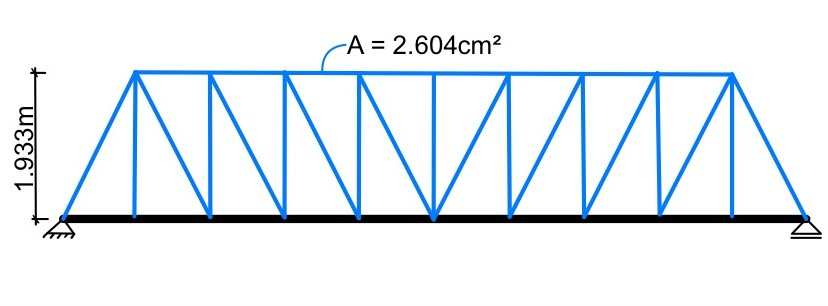 A = 2.604cm²
1.933m